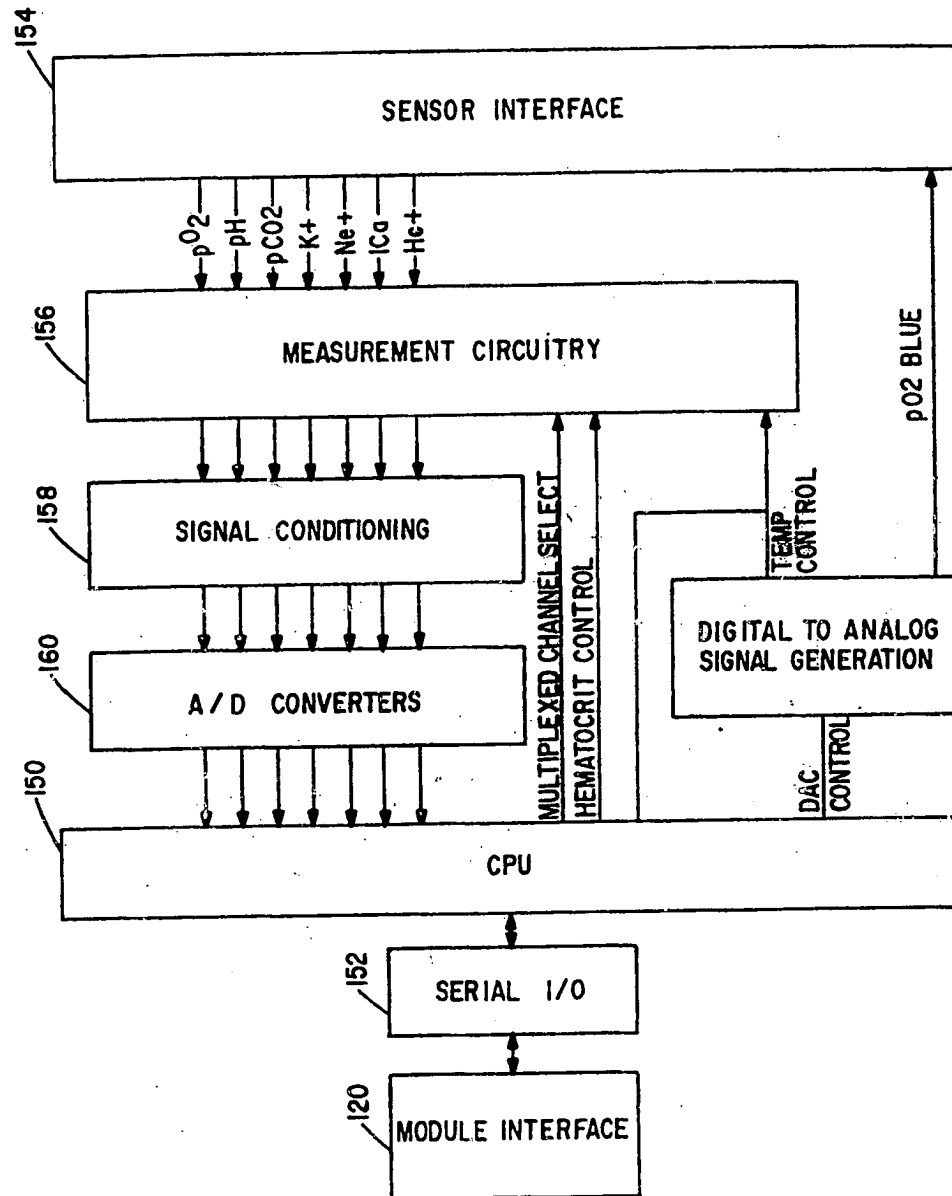 154
SENSOR INTERFACE
pO2
pH
pCO2
K+
Ne+
ICa
Hc+
156
MEASUREMENT CIRCUITRY
pO2 BLUE
158
SIGNAL CONDITIONING
MULTIPLEXED CHANNEL SELECT
HEMATOCRIT CONTROL
TEMP
CONTROL
160
A/D CONVERTERS
DIGITAL TO ANALOG
SIGNAL GENERATION
DAC
CONTROL
150
CPU
152
SERIAL I/O
120
MODULE INTERFACE